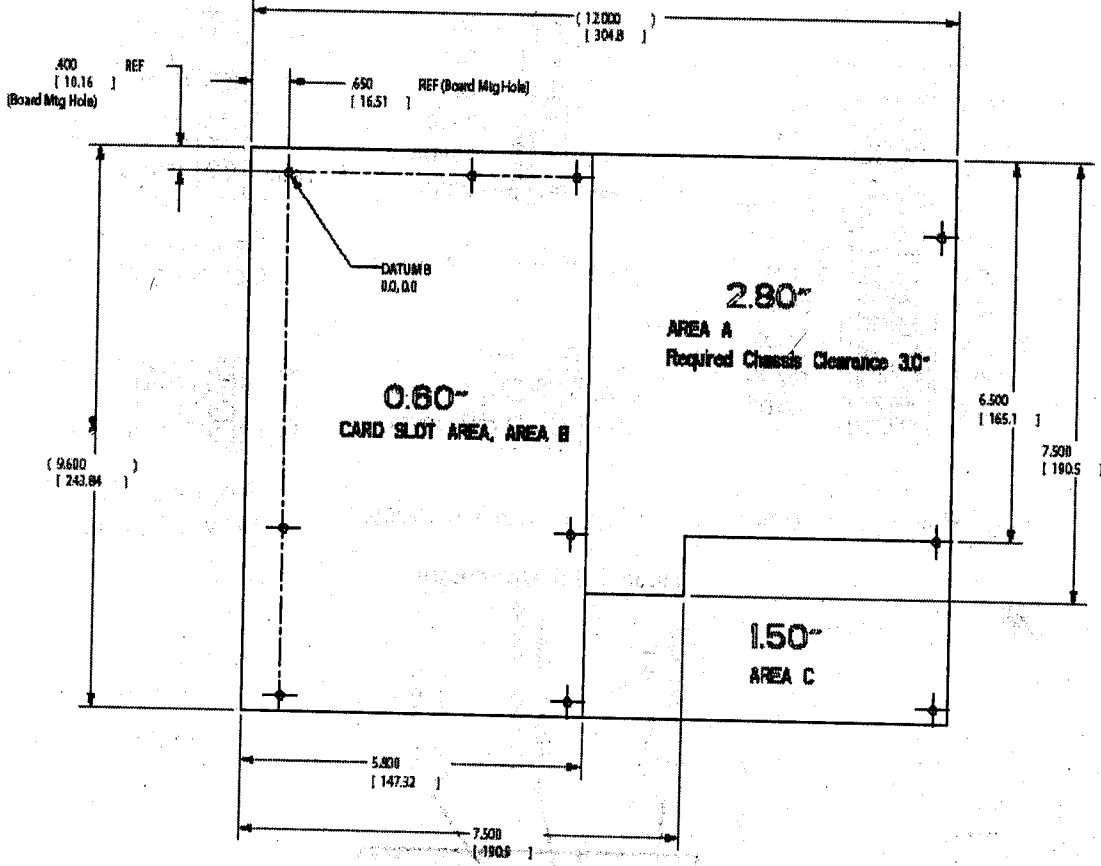 ( 12.000 )
[ 304.8 ]
.400 REF
[ 10.16 ]
(Board Mtg Hole)
.650 REF (Board Mtg Hole)
[ 16.51 ]
DATUM B
0.0, 0.0
2.80"
AREA A
Required Chassis Clearance 3.0"
0.60"
CARD SLOT AREA, AREA B
6.500
[ 165.1 ]
7.500
[ 190.5 ]
( 9.600 )
[ 243.84 ]
1.50"
AREA C
5.800
[ 147.32 ]
7.500
[ 190.5 ]